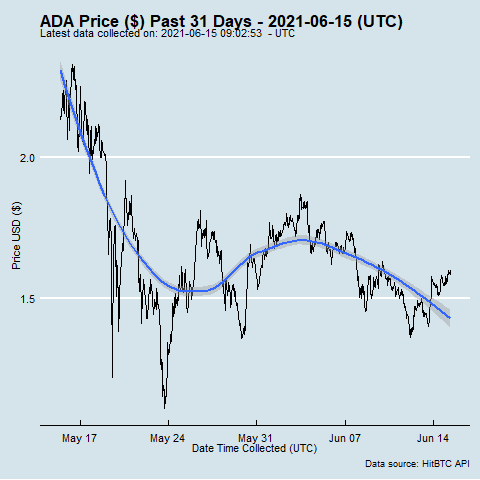 ADA Price ($) Past 31 Days - 2021-06-15 (UTC)
Latest data collected on: 2021-06-15 09:02:53 - UTC
2.0
1.5
Price USD ($)
May 17 May 24 May 31 Jun 07 Jun 14
Date Time Collected (UTC)
Data source: HitBTC API